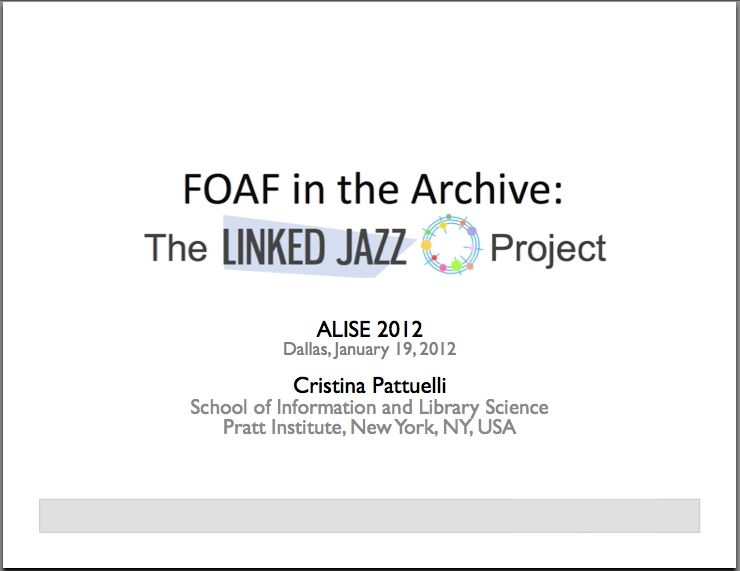 FOAF in the Archive:
The LINKED JAZZ Project
ALISE 2012
Dallas, January 19, 2012
Cristina Pattuelli
School of Information and Library Science
Pratt Institute, New York, NY, USA